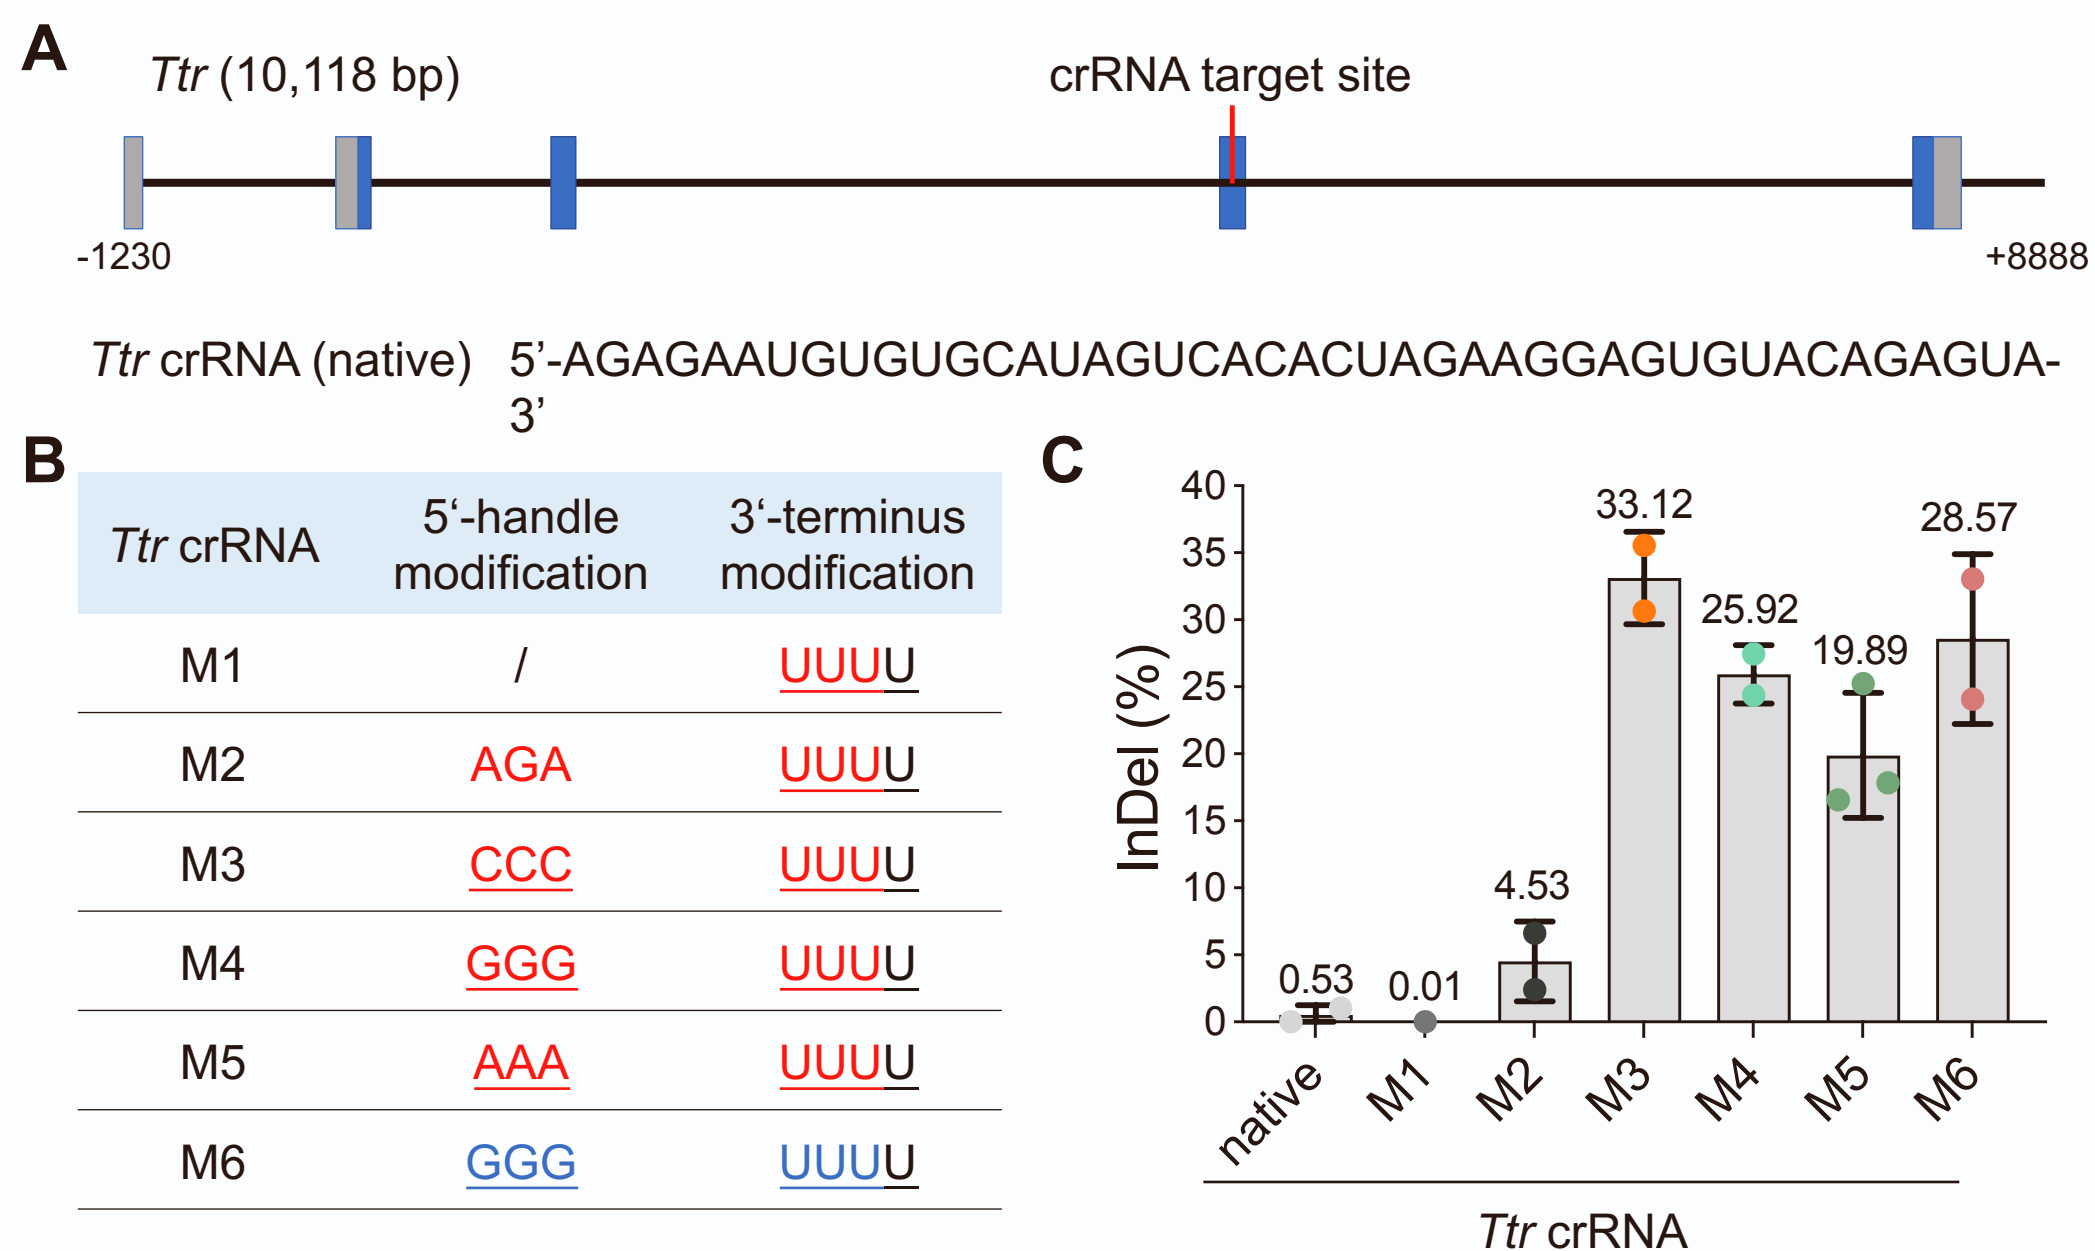 A
Ttr (10,118 bp)
crRNA target site
-1230
+8888
Ttr crRNA (native) 5’-AGAGAAUGUGUGCAUAGUCACACUAGAAGGAGUGUACAGAGUA-
3’
B
Ttr crRNA
5‘-handle
modification
3‘-terminus
modification
M1 / UUUU
M2 AGA UUUU
M3 CCC UUUU
M4 GGG UUUU
M5 AAA UUUU
M6 GGG UUUU
C
InDel (%)
40
35
30
25
20
15
10
5
0
0.53
0.01
4.53
33.12
25.92
19.89
28.57
native
M1
M2
M3
M4
M5
M6
Ttr crRNA